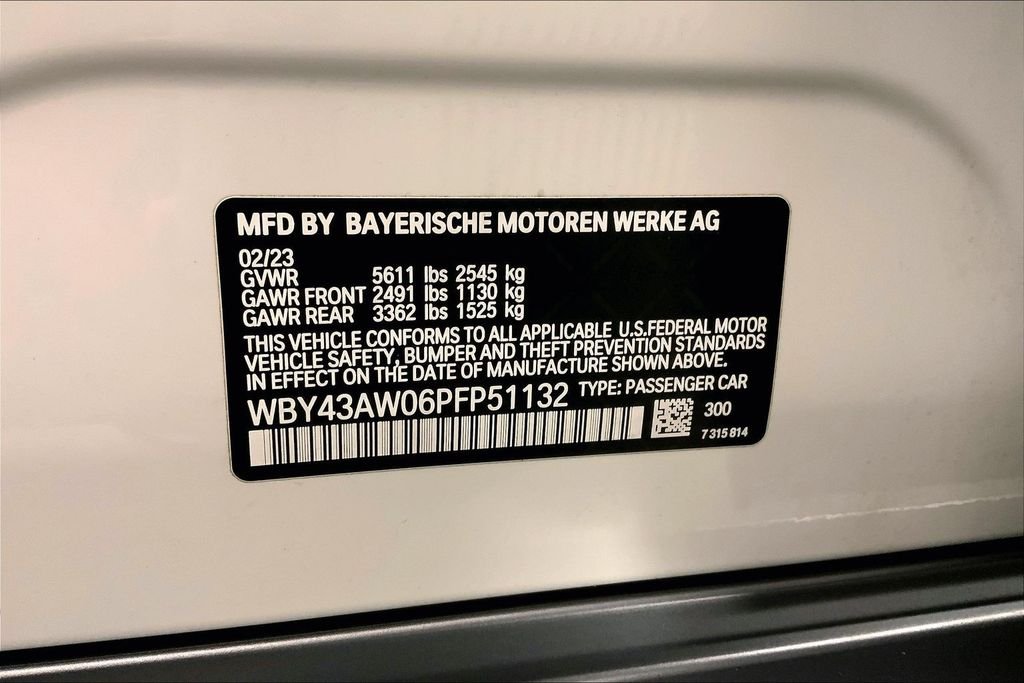 MFD BY BAYERISCHE MOTOREN WERKE AG
02/23
GVWR 5611 lbs 2545 kg
GAWR FRONT 2491 lbs 1130 kg
GAWR REAR 3362 lbs 1525 kg
THIS VEHICLE CONFORMS TO ALL APPLICABLE U.S.FEDERAL MOTOR
VEHICLE SAFETY, BUMPER AND THEFT PREVENTION STANDARDS
IN EFFECT ON THE DATE OF MANUFACTURE SHOWN ABOVE.
WBY43AW06PFP51132 TYPE: PASSENGER CAR
300
7 315 814